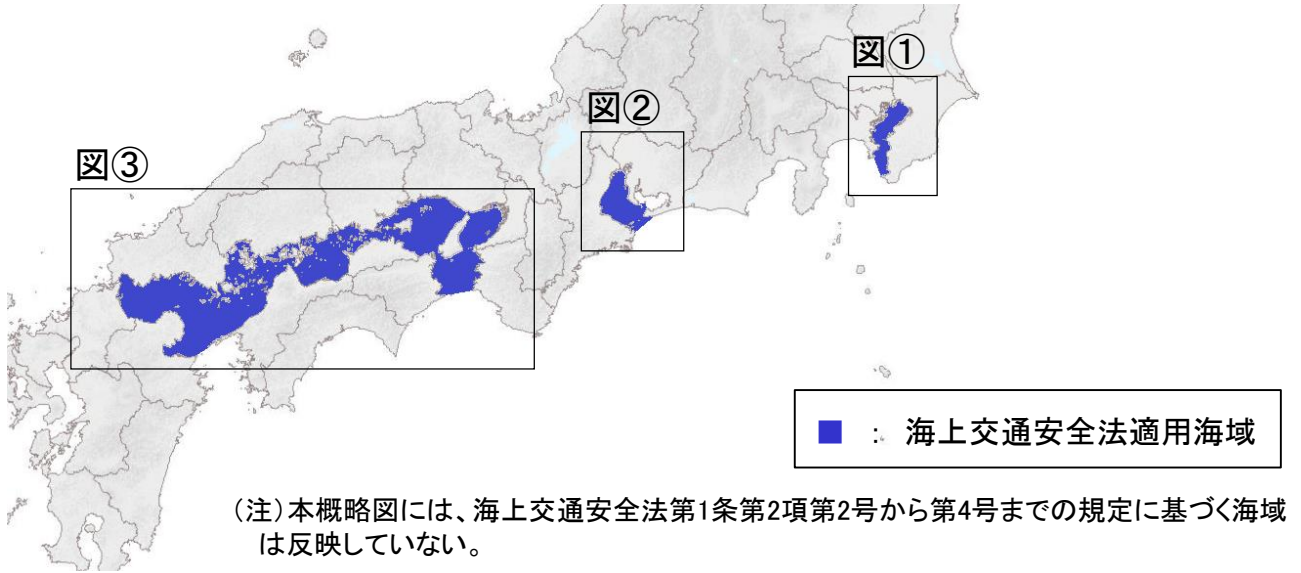 図①
図②
図③
■ : 海上交通安全法適用海域
(注)本概略図には、海上交通安全法第1条第2項第2号から第4号までの規定に基づく海域
は反映していない。